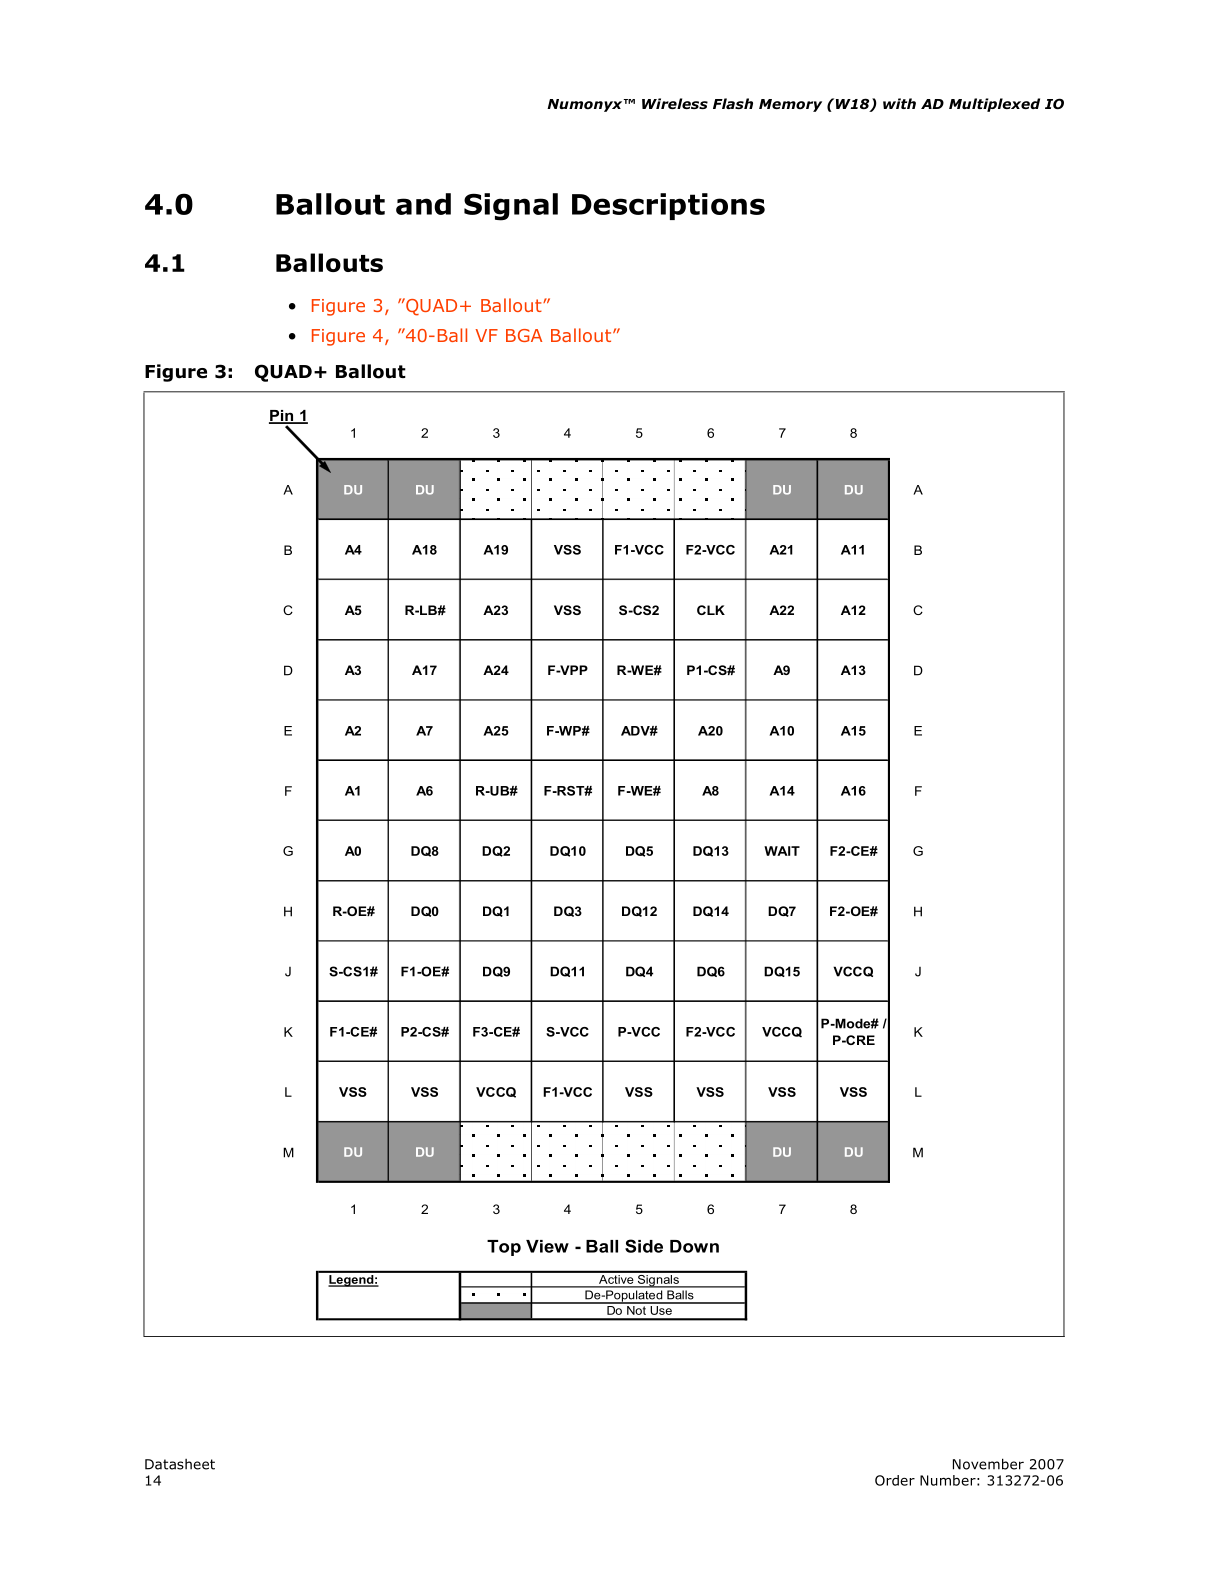 Numonyx™ Wireless Flash Memory (W18) with AD Multiplexed IO
4.0 Ballout and Signal Descriptions
4.1 Ballouts
• Figure 3, ”QUAD+ Ballout”
• Figure 4, ”40-Ball VF BGA Ballout”
Figure 3: QUAD+ Ballout
Pin 1
1 2 3 4 5 6 7 8
A DU DU DU DU A
B A4 A18 A19 VSS F1-VCC F2-VCC A21 A11 B
C A5 R-LB# A23 VSS S-CS2 CLK A22 A12 C
D A3 A17 A24 F-VPP R-WE# P1-CS# A9 A13 D
E A2 A7 A25 F-WP# ADV# A20 A10 A15 E
F A1 A6 R-UB# F-RST# F-WE# A8 A14 A16 F
G A0 DQ8 DQ2 DQ10 DQ5 DQ13 WAIT F2-CE# G
H R-OE# DQ0 DQ1 DQ3 DQ12 DQ14 DQ7 F2-OE# H
J S-CS1# F1-OE# DQ9 DQ11 DQ4 DQ6 DQ15 VCCQ J
K F1-CE# P2-CS# F3-CE# S-VCC P-VCC F2-VCC VCCQ P-Mode# / P-CRE K
L VSS VSS VCCQ F1-VCC VSS VSS VSS VSS L
M DU DU DU DU M
1 2 3 4 5 6 7 8
Top View - Ball Side Down
Legend:
Active Signals
De-Populated Balls
Do Not Use
Datasheet November 2007
14 Order Number: 313272-06